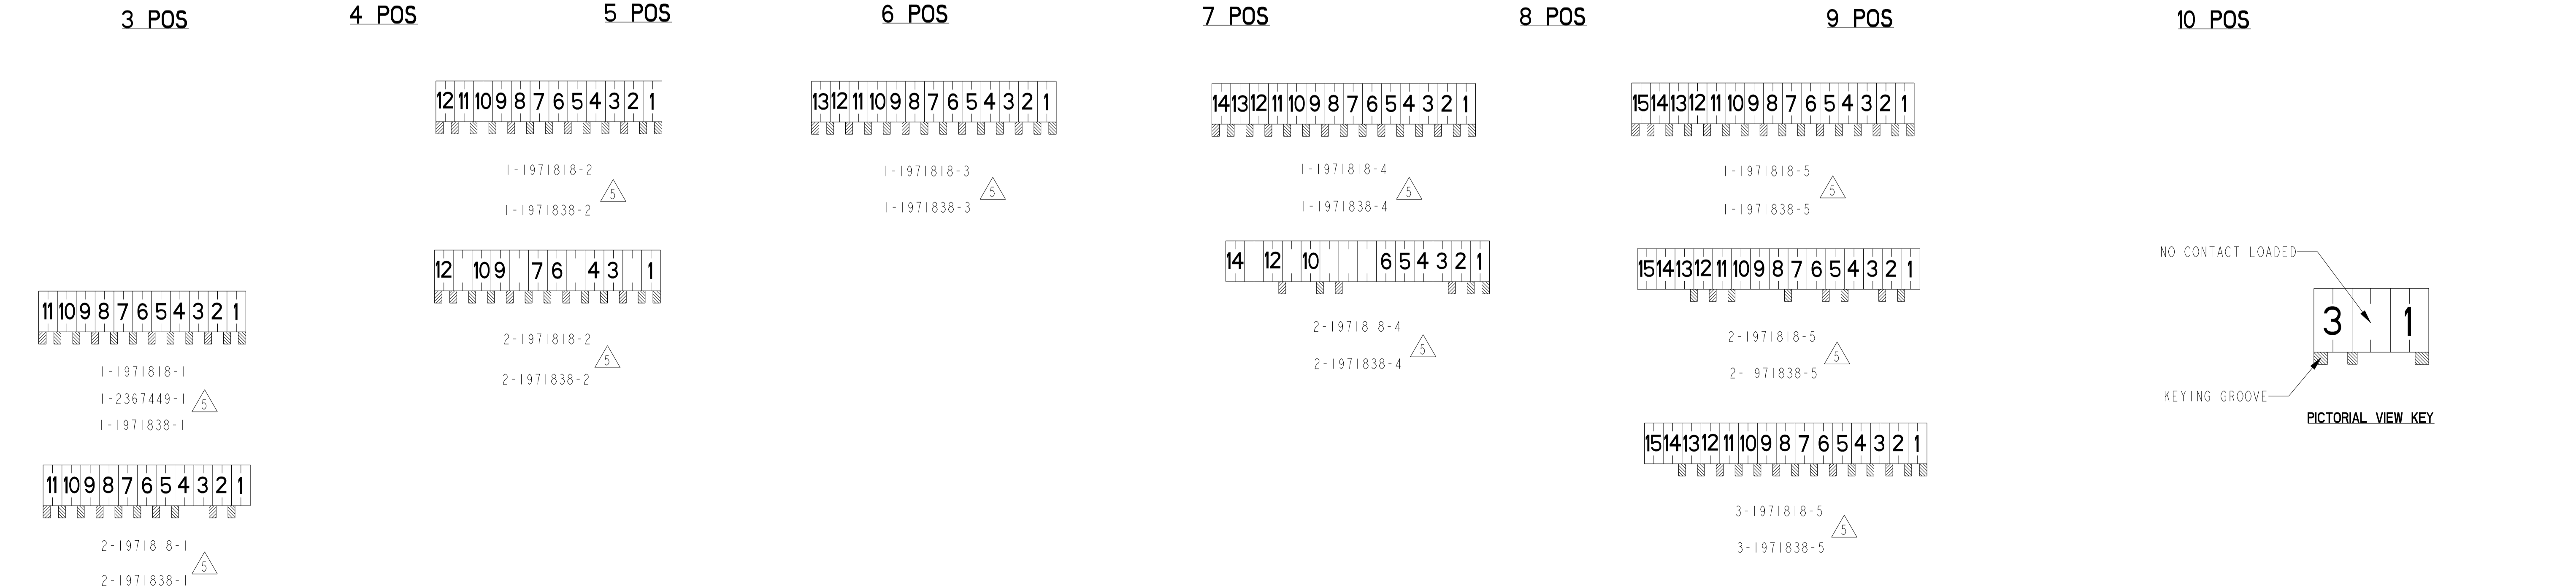 3 POS
4 POS
5 POS
6 POS
7 POS
8 POS
9 POS
10 POS
12 11 10 9 8 7 6 5 4 3 2 1
1-1971818-2
5
1-1971838-2
13 12 11 10 9 8 7 6 5 4 3 2 1
1-1971818-3
5
1-1971838-3
14 13 12 11 10 9 8 7 6 5 4 3 2 1
1-1971818-4
5
1-1971838-4
15 14 13 12 11 10 9 8 7 6 5 4 3 2 1
1-1971818-5
5
1-1971838-5
12 10 9 7 6 4 3 1
2-1971818-2
5
2-1971838-2
14 12 10 6 5 4 3 2 1
2-1971818-4
5
2-1971838-4
15 14 13 12 11 10 9 8 7 6 5 4 3 2 1
2-1971818-5
5
2-1971838-5
11 10 9 8 7 6 5 4 3 2 1
1-1971818-1
1-2367449-1
5
1-1971838-1
11 10 9 8 7 6 5 4 3 2 1
2-1971818-1
5
2-1971838-1
15 14 13 12 11 10 9 8 7 6 5 4 3 2 1
3-1971818-5
5
3-1971838-5
NO CONTACT LOADED
3 1
KEYING GROOVE
PICTORIAL VIEW KEY